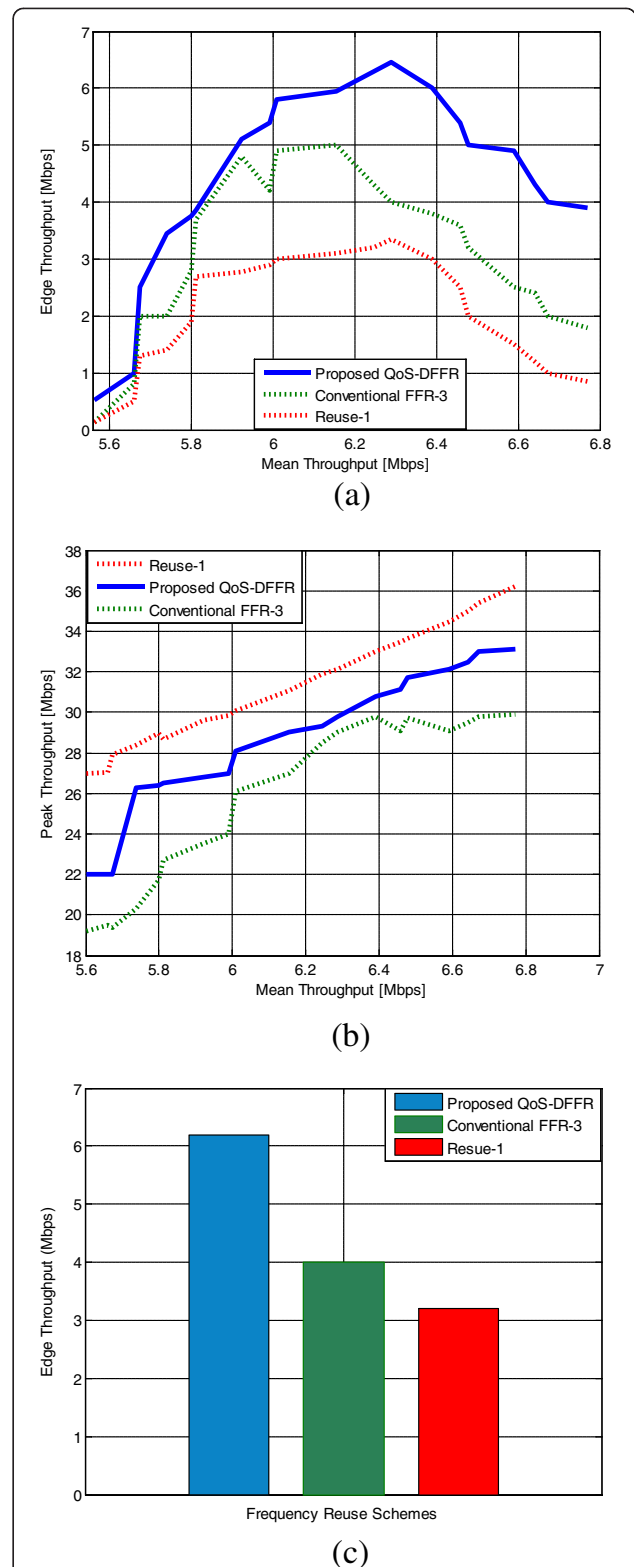 7
6
5
4
3
2
1
0
Edge Throughput [Mbps]
Proposed QoS-DFFR
Conventional FFR-3
Reuse-1
5.6 5.8 6 6.2 6.4 6.6 6.8
Mean Throughput [Mbps]
(a)
38
36
34
32
30
28
26
24
22
20
18
Peak Throughput [Mbps]
Reuse-1
Proposed QoS-DFFR
Conventional FFR-3
5.6 5.8 6 6.2 6.4 6.6 6.8 7
Mean Throughput [Mbps]
(b)
7
6
5
4
3
2
1
0
Edge Throughput (Mbps)
Proposed QoS-DFFR
Conventional FFR-3
Resue-1
Frequency Reuse Schemes
(c)